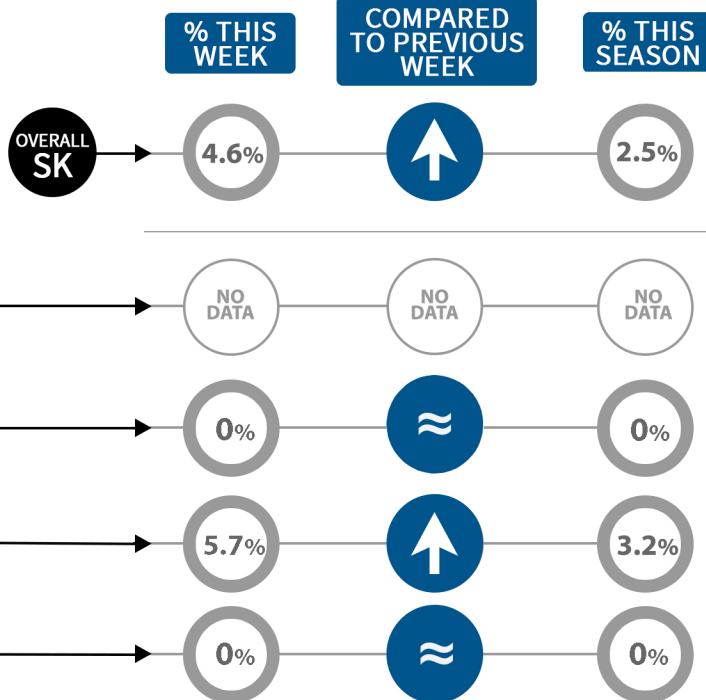 % THIS
WEEK
COMPARED
TO PREVIOUS
WEEK
% THIS
SEASON
OVERALL
SK
4.6%
2.5%
NO
DATA
NO
DATA
NO
DATA
0%
≈
0%
5.7%
3.2%
0%
≈
0%